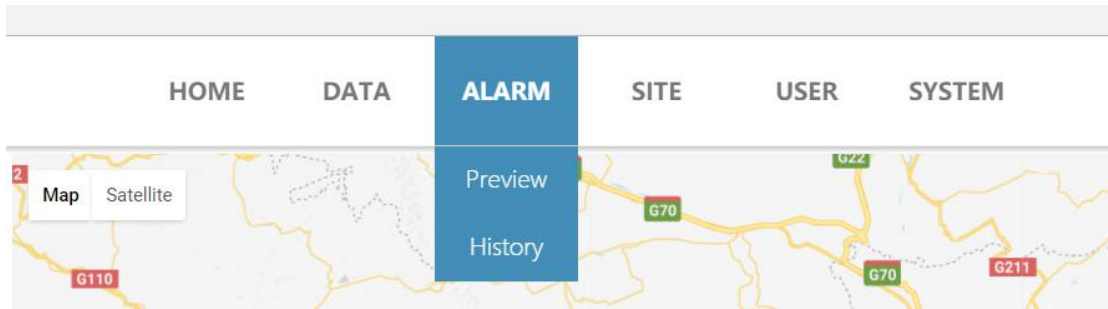 HOME DATA ALARM SITE USER SYSTEM
Preview
History
Map Satellite
2
G22
G70
G110
G70
G211